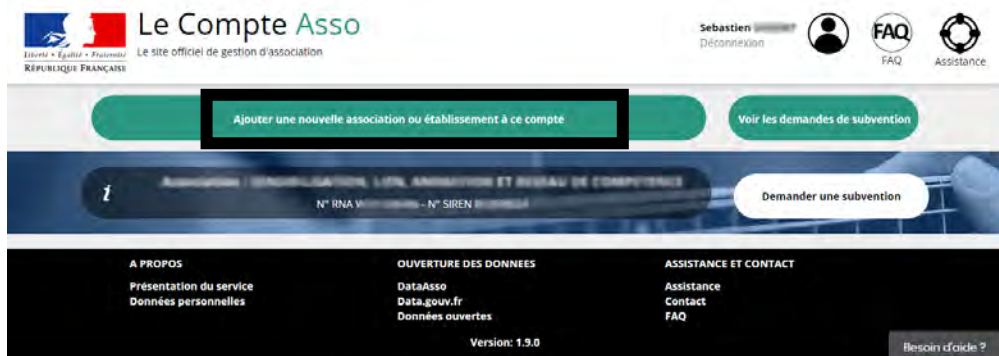 Le Compte Asso
Le site officiel de gestion d'association
Liberté • Égalité • Fraternité
RÉPUBLIQUE FRANÇAISE
Sebastien
Déconnexion
FAQ
FAQ
Assistance
Ajouter une nouvelle association ou établissement à ce compte
Voir les demandes de subvention
i
N° RNA - N° SIREN
Demander une subvention
A PROPOS
Présentation du service
Données personnelles
OUVERTURE DES DONNEES
DataAsso
Data.gouv.fr
Données ouvertes
ASSISTANCE ET CONTACT
Assistance
Contact
FAQ
Version: 1.9.0
Besoin d'aide ?